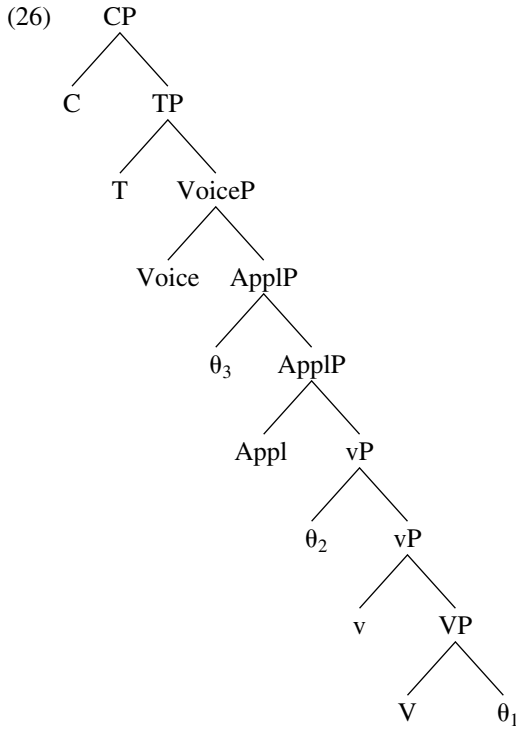 (26) CP
C TP
T VoiceP
Voice ApplP
θ₃ ApplP
Appl vP
θ₂ vP
v VP
V θ₁